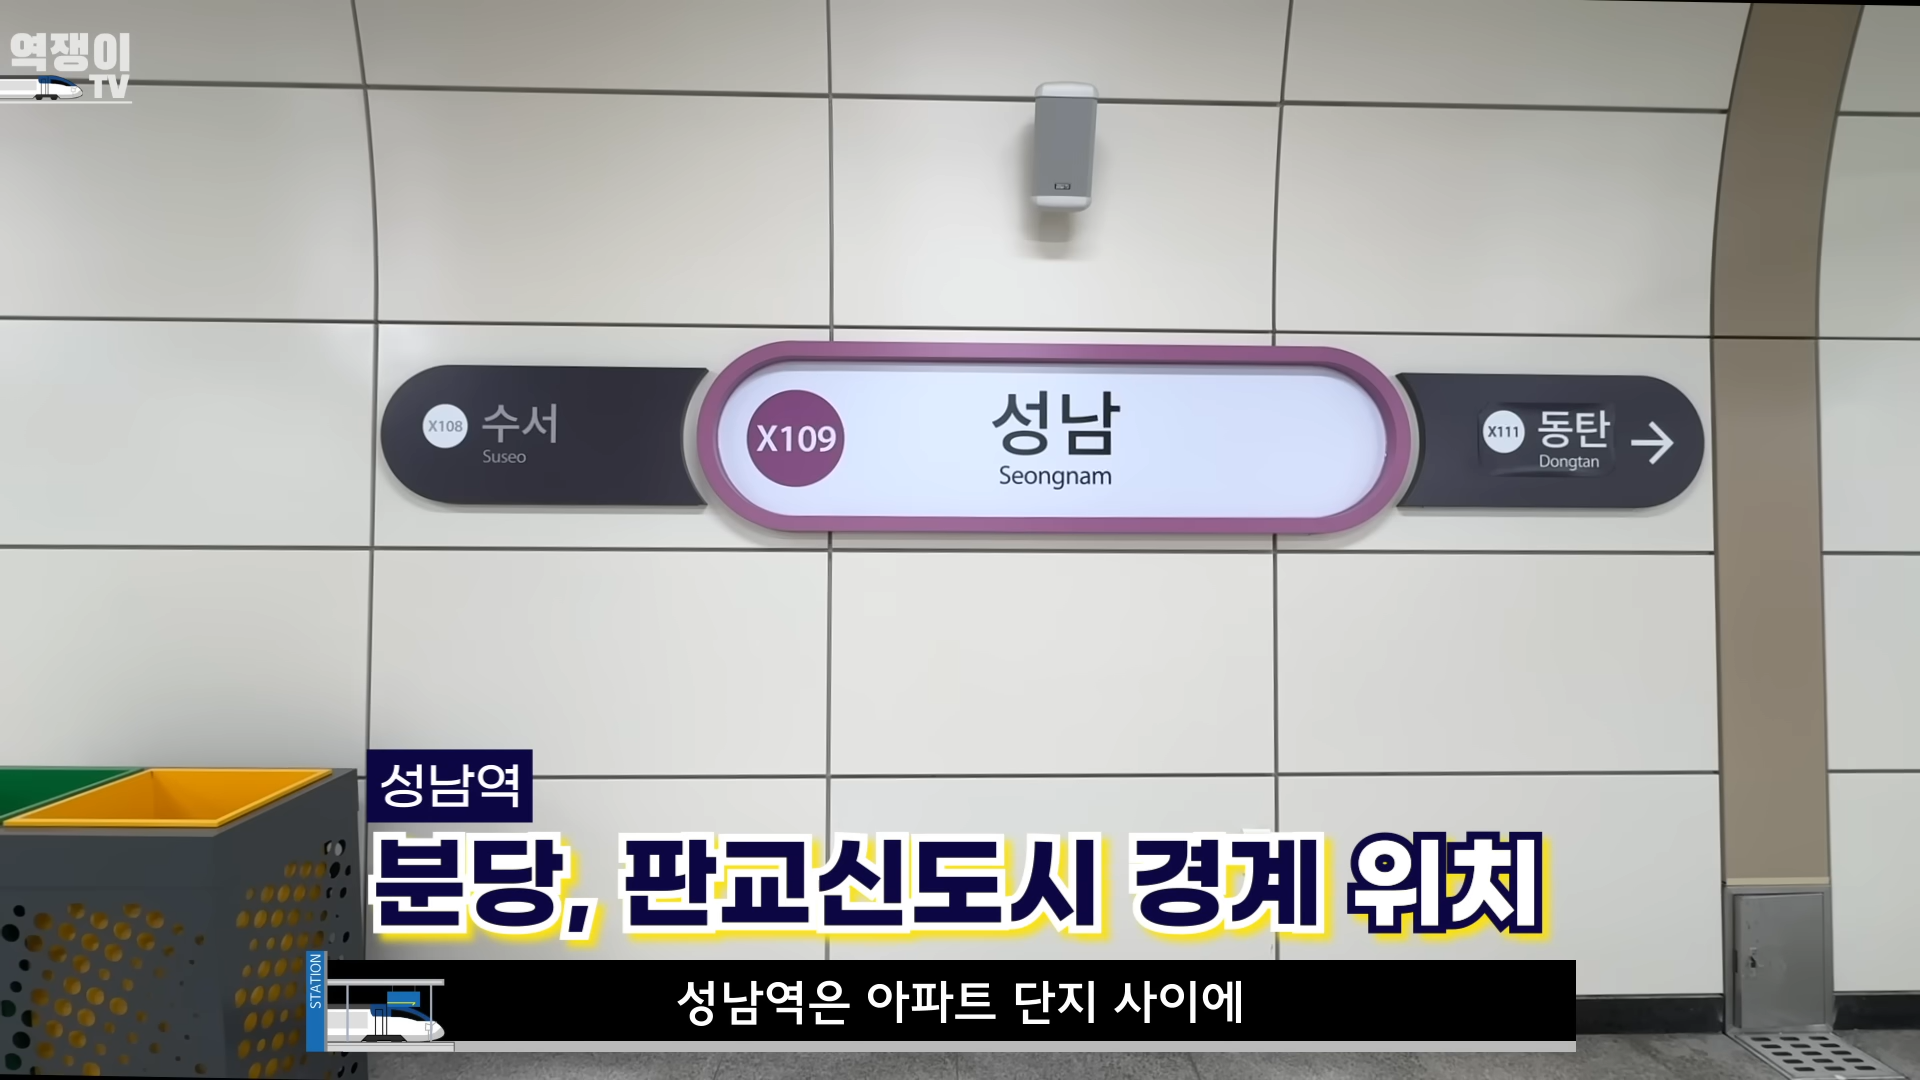 역쟁이
TV
X108 수서
Suseo
X109 성남
Seongnam
X111 동탄
Dongtan
성남역
분당, 판교신도시 경계 위치
STATION
성남역은 아파트 단지 사이에